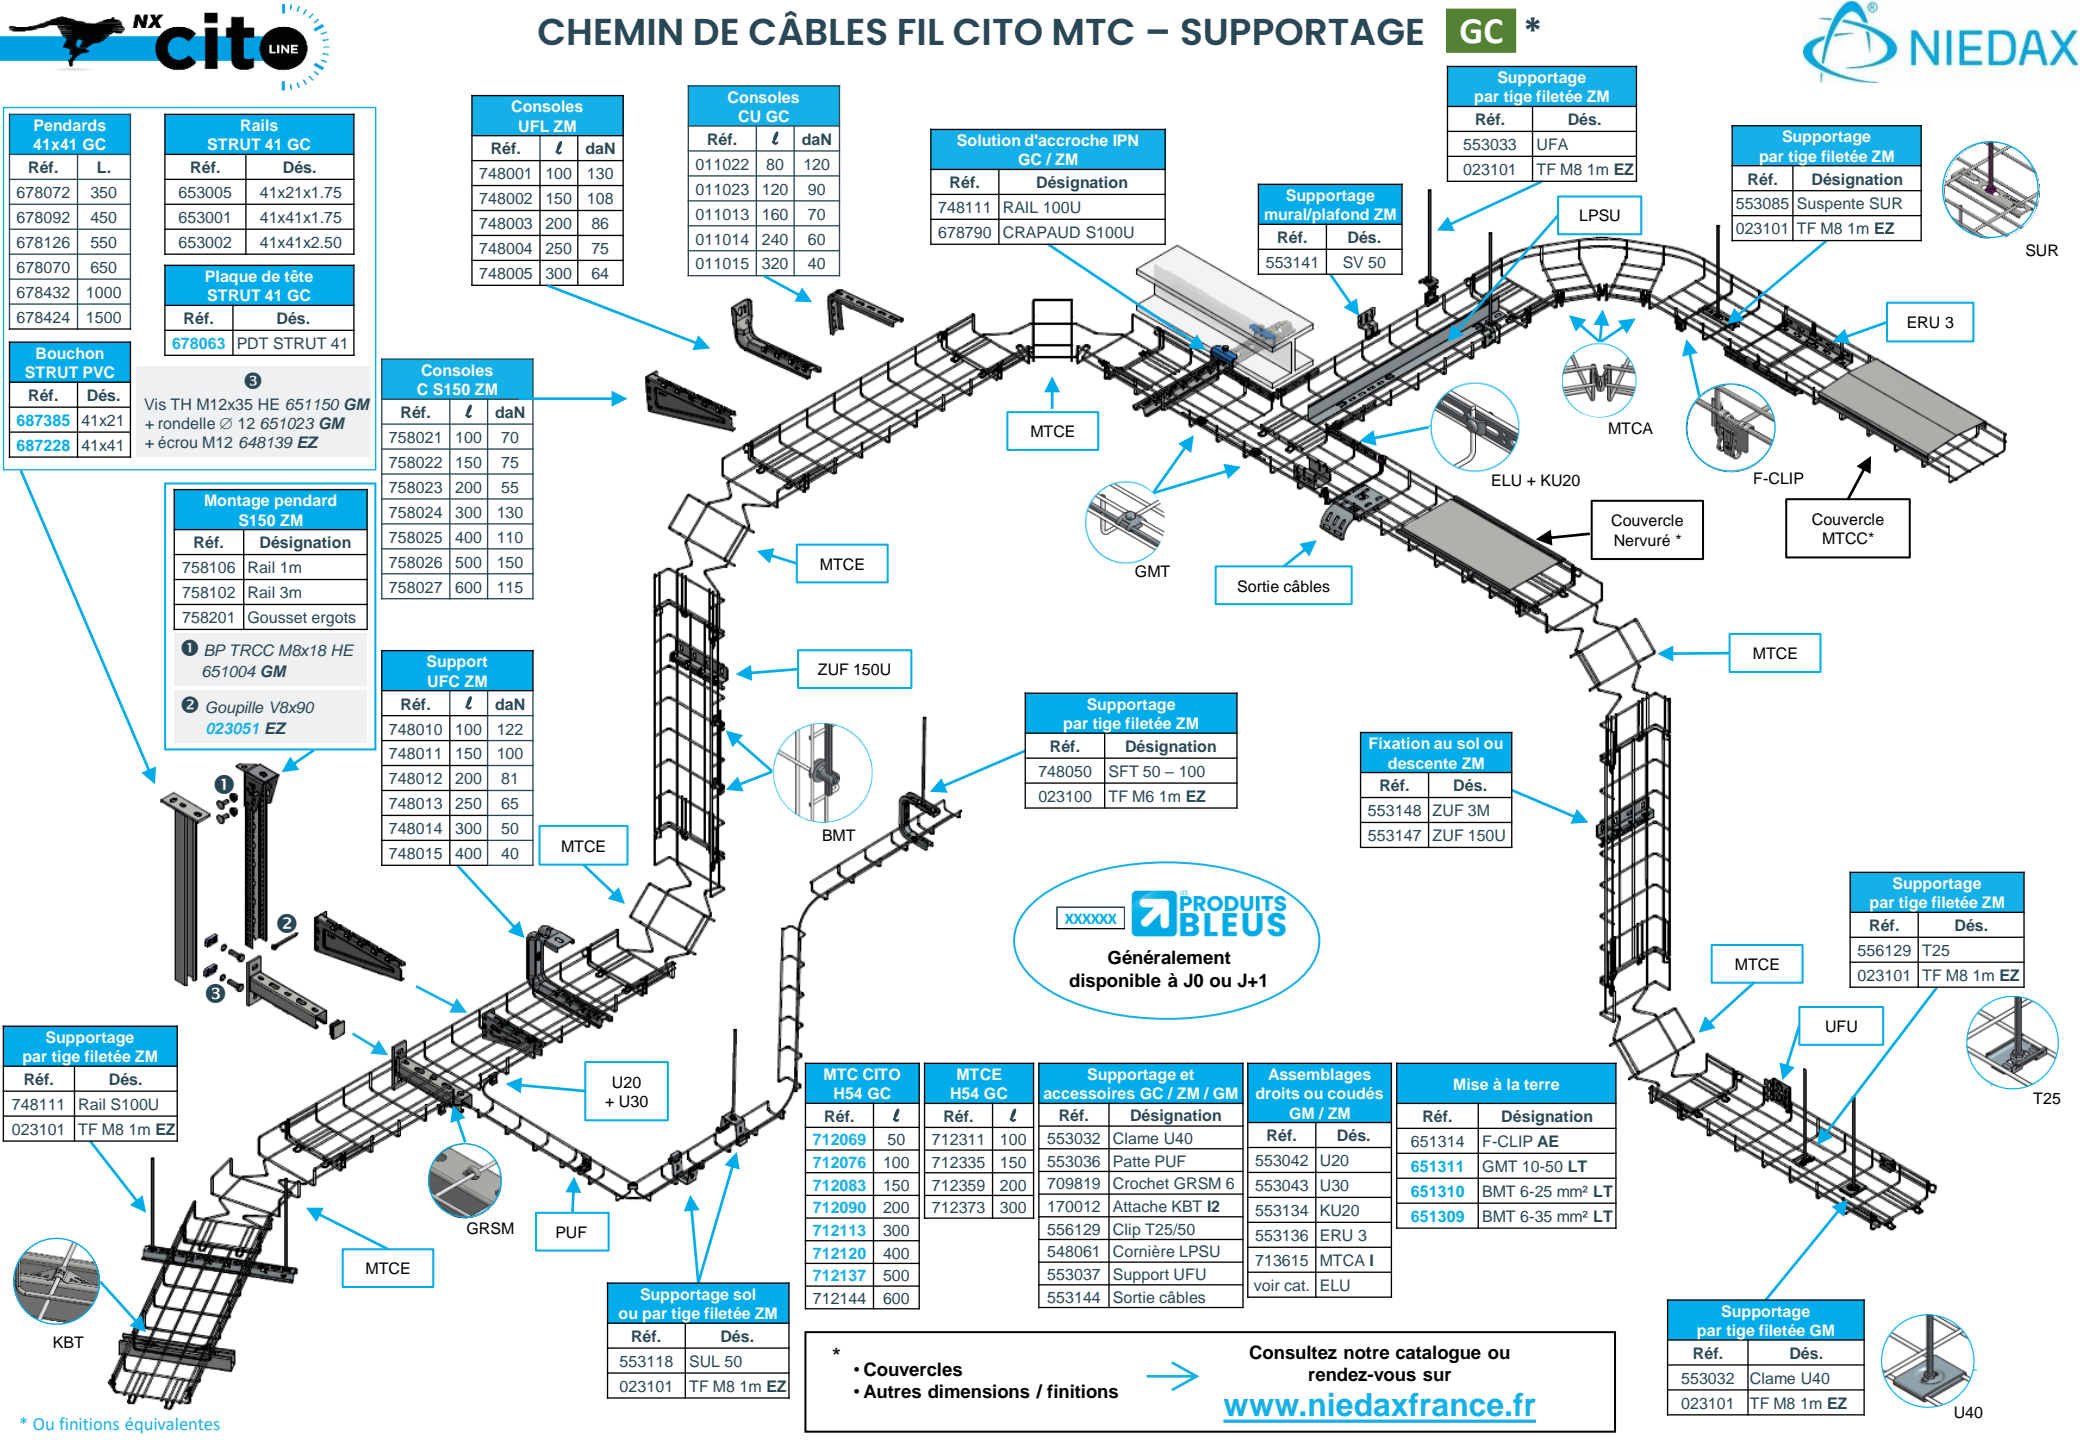 NX
cito LINE
CHEMIN DE CÂBLES FIL CITO MTC – SUPPORTAGE GC *
NIEDAX
Pendards
41x41 GC
Réf. L.
678072 350
678092 450
678126 550
678070 650
678432 1000
678424 1500
Bouchon
STRUT PVC
Réf. Dés.
687385 41x21
687228 41x41
Rails
STRUT 41 GC
Réf. Dés.
653005 41x21x1.75
653001 41x41x1.75
653002 41x41x2.50
Plaque de tête
STRUT 41 GC
Réf. Dés.
678063 PDT STRUT 41
❸
Vis TH M12x35 HE 651150 GM
+ rondelle ∅ 12 651023 GM
+ écrou M12 648139 EZ
Montage pendard
S150 ZM
Réf. Désignation
758106 Rail 1m
758102 Rail 3m
758201 Gousset ergots
❶ BP TRCC M8x18 HE
651004 GM
❷ Goupille V8x90
023051 EZ
Consoles
UFL ZM
Réf. ℓ daN
748001 100 130
748002 150 108
748003 200 86
748004 250 75
748005 300 64
Consoles
CU GC
Réf. ℓ daN
011022 80 120
011023 120 90
011013 160 70
011014 240 60
011015 320 40
Consoles
C S150 ZM
Réf. ℓ daN
758021 100 70
758022 150 75
758023 200 55
758024 300 130
758025 400 110
758026 500 150
758027 600 115
Support
UFC ZM
Réf. ℓ daN
748010 100 122
748011 150 100
748012 200 81
748013 250 65
748014 300 50
748015 400 40
Solution d'accroche IPN
GC / ZM
Réf. Désignation
748111 RAIL 100U
678790 CRAPAUD S100U
Supportage
mural/plafond ZM
Réf. Dés.
553141 SV 50
Supportage
par tige filetée ZM
Réf. Dés.
553033 UFA
023101 TF M8 1m EZ
LPSU
Supportage
par tige filetée ZM
Réf. Désignation
553085 Suspente SUR
023101 TF M8 1m EZ
SUR
ERU 3
MTCA
F-CLIP
ELU + KU20
Couvercle
Nervuré *
Couvercle
MTCC*
MTCE
GMT
Sortie câbles
MTCE
MTCE
ZUF 150U
BMT
MTCE
Supportage
par tige filetée ZM
Réf. Désignation
748050 SFT 50 – 100
023100 TF M6 1m EZ
Fixation au sol ou
descente ZM
Réf. Dés.
553148 ZUF 3M
553147 ZUF 150U
XXXXXX LES PRODUITS
BLEUS
Généralement
disponible à J0 ou J+1
❶
❷
❸
Supportage
par tige filetée ZM
Réf. Dés.
556129 T25
023101 TF M8 1m EZ
MTCE
UFU
T25
Supportage
par tige filetée ZM
Réf. Dés.
748111 Rail S100U
023101 TF M8 1m EZ
U20
+ U30
GRSM
PUF
MTCE
KBT
Supportage sol
ou par tige filetée ZM
Réf. Dés.
553118 SUL 50
023101 TF M8 1m EZ
MTC CITO
H54 GC
Réf. ℓ
712069 50
712076 100
712083 150
712090 200
712113 300
712120 400
712137 500
712144 600
MTCE
H54 GC
Réf. ℓ
712311 100
712335 150
712359 200
712373 300
Supportage et
accessoires GC / ZM / GM
Réf. Désignation
553032 Clame U40
553036 Patte PUF
709819 Crochet GRSM 6
170012 Attache KBT I2
556129 Clip T25/50
548061 Cornière LPSU
553037 Support UFU
553144 Sortie câbles
Assemblages
droits ou coudés
GM / ZM
Réf. Dés.
553042 U20
553043 U30
553134 KU20
553136 ERU 3
713615 MTCA I
voir cat. ELU
Mise à la terre
Réf. Désignation
651314 F-CLIP AE
651311 GMT 10-50 LT
651310 BMT 6-25 mm² LT
651309 BMT 6-35 mm² LT
Supportage
par tige filetée GM
Réf. Dés.
553032 Clame U40
023101 TF M8 1m EZ
U40
*
• Couvercles
• Autres dimensions / finitions
Consultez notre catalogue ou
rendez-vous sur
www.niedaxfrance.fr
* Ou finitions équivalentes